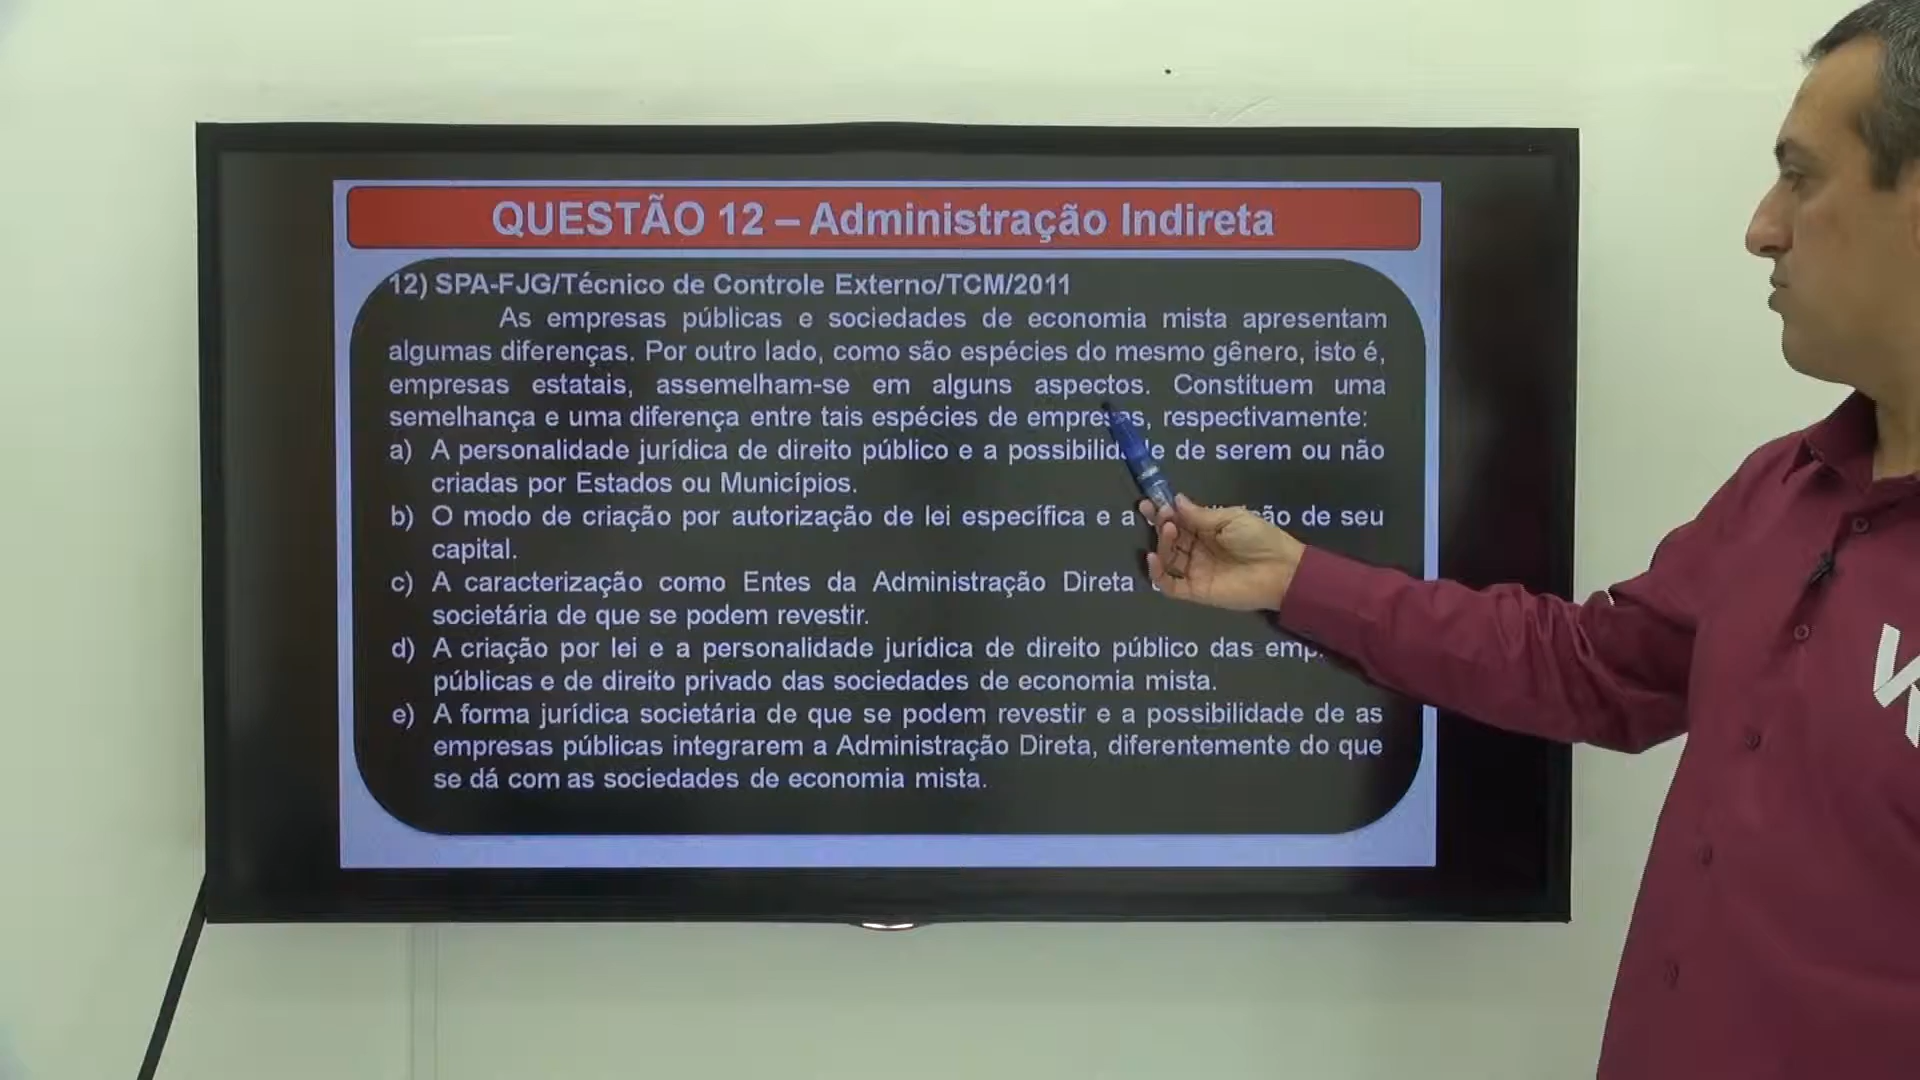 QUESTÃO 12 – Administração Indireta
12) SPA-FJG/Técnico de Controle Externo/TCM/2011
As empresas públicas e sociedades de economia mista apresentam
algumas diferenças. Por outro lado, como são espécies do mesmo gênero, isto é,
empresas estatais, assemelham-se em alguns aspectos. Constituem uma
semelhança e uma diferença entre tais espécies de empresas, respectivamente:
a) A personalidade jurídica de direito público e a possibilidade de serem ou não
criadas por Estados ou Municípios.
b) O modo de criação por autorização de lei específica e a de seu
capital.
c) A caracterização como Entes da Administração Direta
societária de que se podem revestir.
d) A criação por lei e a personalidade jurídica de direito público das
públicas e de direito privado das sociedades de economia mista.
e) A forma jurídica societária de que se podem revestir e a possibilidade de as
empresas públicas integrarem a Administração Direta, diferentemente do que
se dá com as sociedades de economia mista.